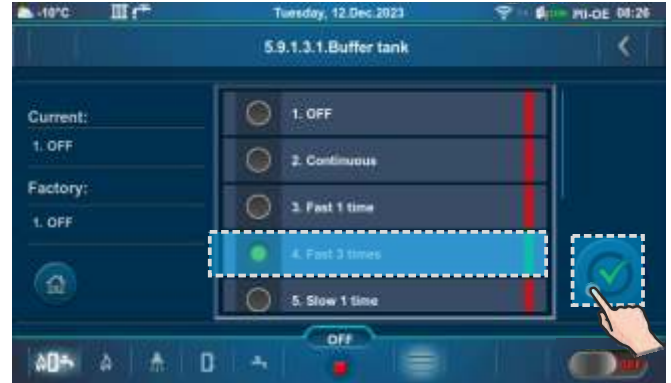 -10°C Tuesday, 12.Dec.2023 PU-OE 08:26
5.9.1.3.1.Buffer tank
Current:
1. OFF
Factory:
1. OFF
1. OFF
2. Continuous
3. Fast 1 time
4. Fast 3 times
5. Slow 1 time
OFF
OFF